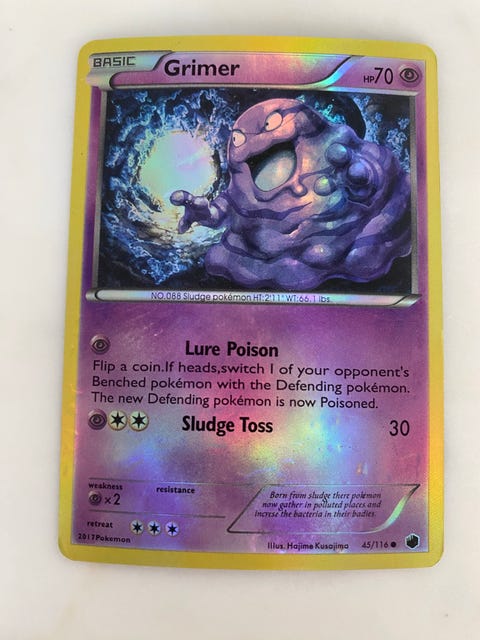 BASIC Grimer HP70
NO.088 Sludge pokémon HT:2'11" WT:66.1 lbs.
Lure Poison
Flip a coin.If heads,switch 1 of your opponent's
Benched pokémon with the Defending pokémon.
The new Defending pokémon is now Poisoned.
Sludge Toss 30
weakness resistance
×2
Born from sludge there pokémon
now gather in polluted places and
increse the bacteria in their bodies.
retreat
2017Pokemon Illus. Hajime Kusajima 45/116